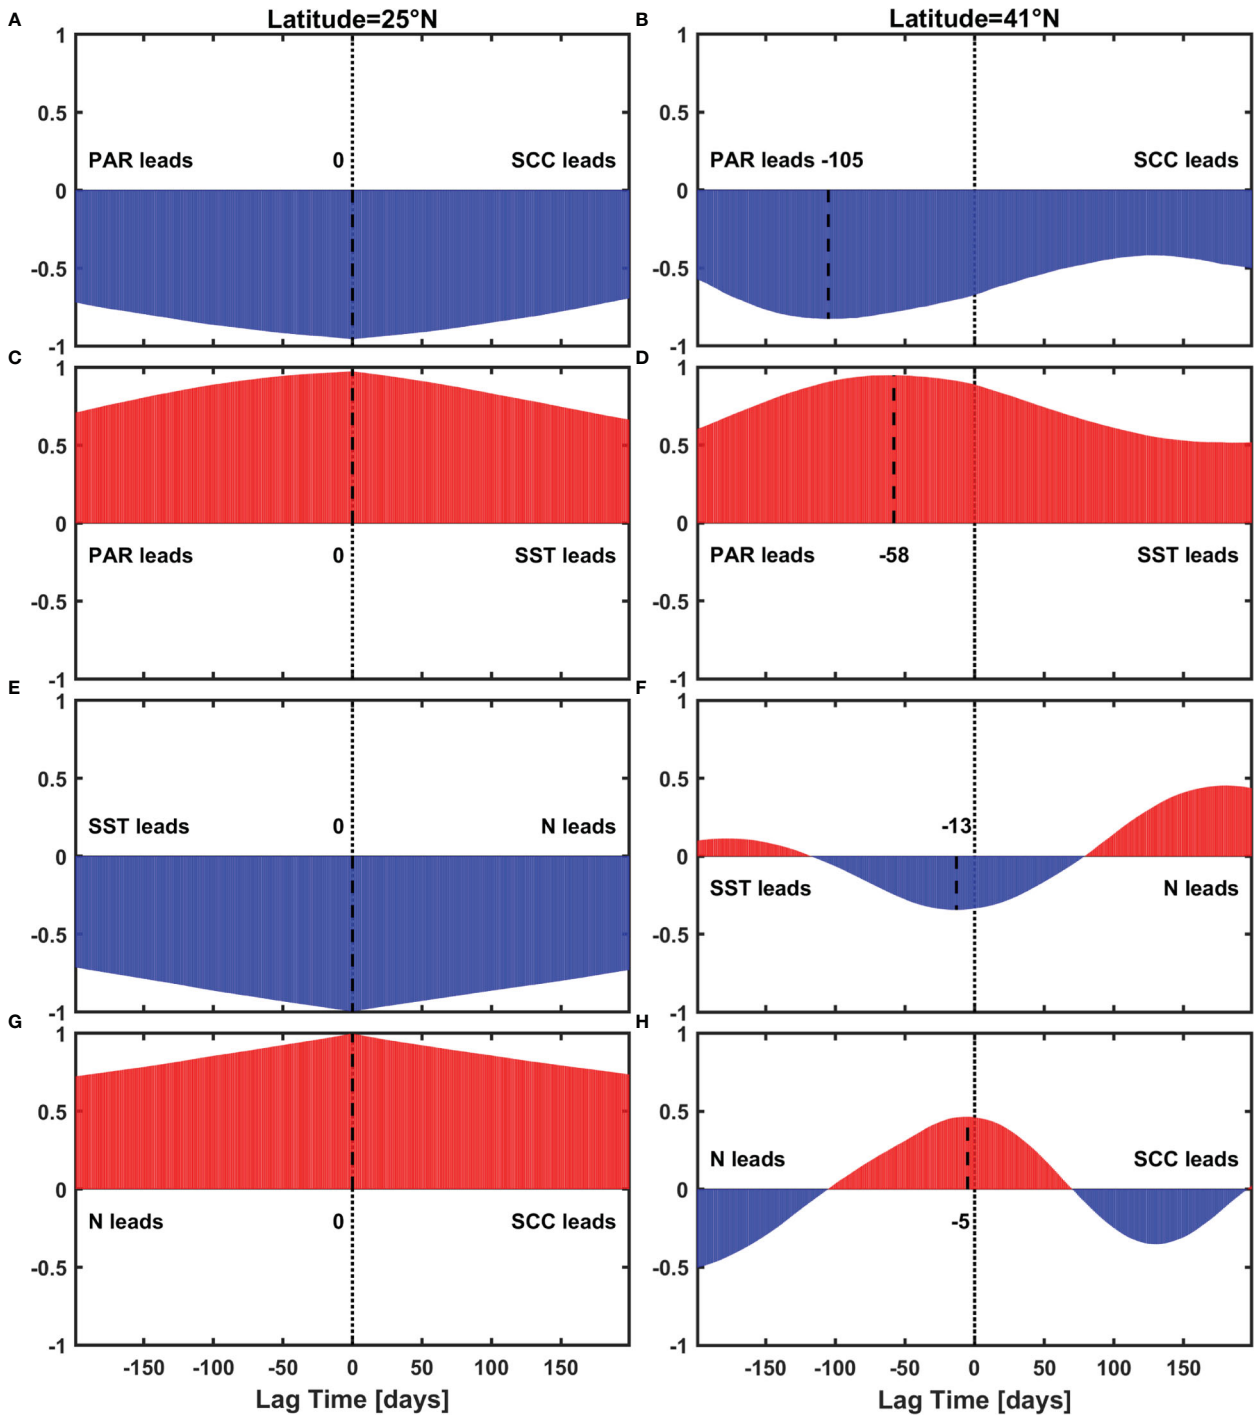 A
Latitude=25°N
B
Latitude=41°N
1
0.5
0
-0.5
-1
PAR leads
0
SCC leads
1
0.5
0
-0.5
-1
PAR leads -105
SCC leads
C
1
0.5
0
-0.5
-1
PAR leads
0
SST leads
D
1
0.5
0
-0.5
-1
PAR leads
-58
SST leads
E
1
0.5
0
-0.5
-1
SST leads
0
N leads
F
1
0.5
0
-0.5
-1
-13
SST leads
N leads
G
1
0.5
0
-0.5
-1
N leads
0
SCC leads
-150 -100 -50 0 50 100 150
Lag Time [days]
H
1
0.5
0
-0.5
-1
N leads
SCC leads
-5
-150 -100 -50 0 50 100 150
Lag Time [days]